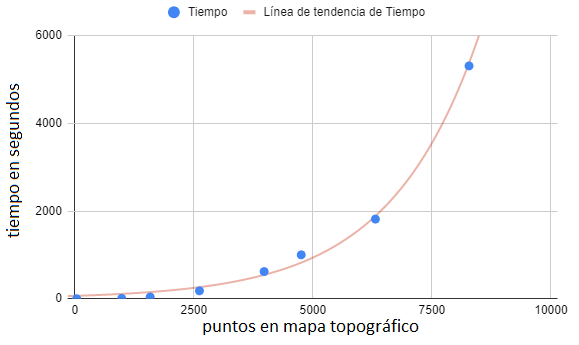 Tiempo Línea de tendencia de Tiempo
6000
4000
2000
0
tiempo en segundos
0 2500 5000 7500 10000
puntos en mapa topográfico